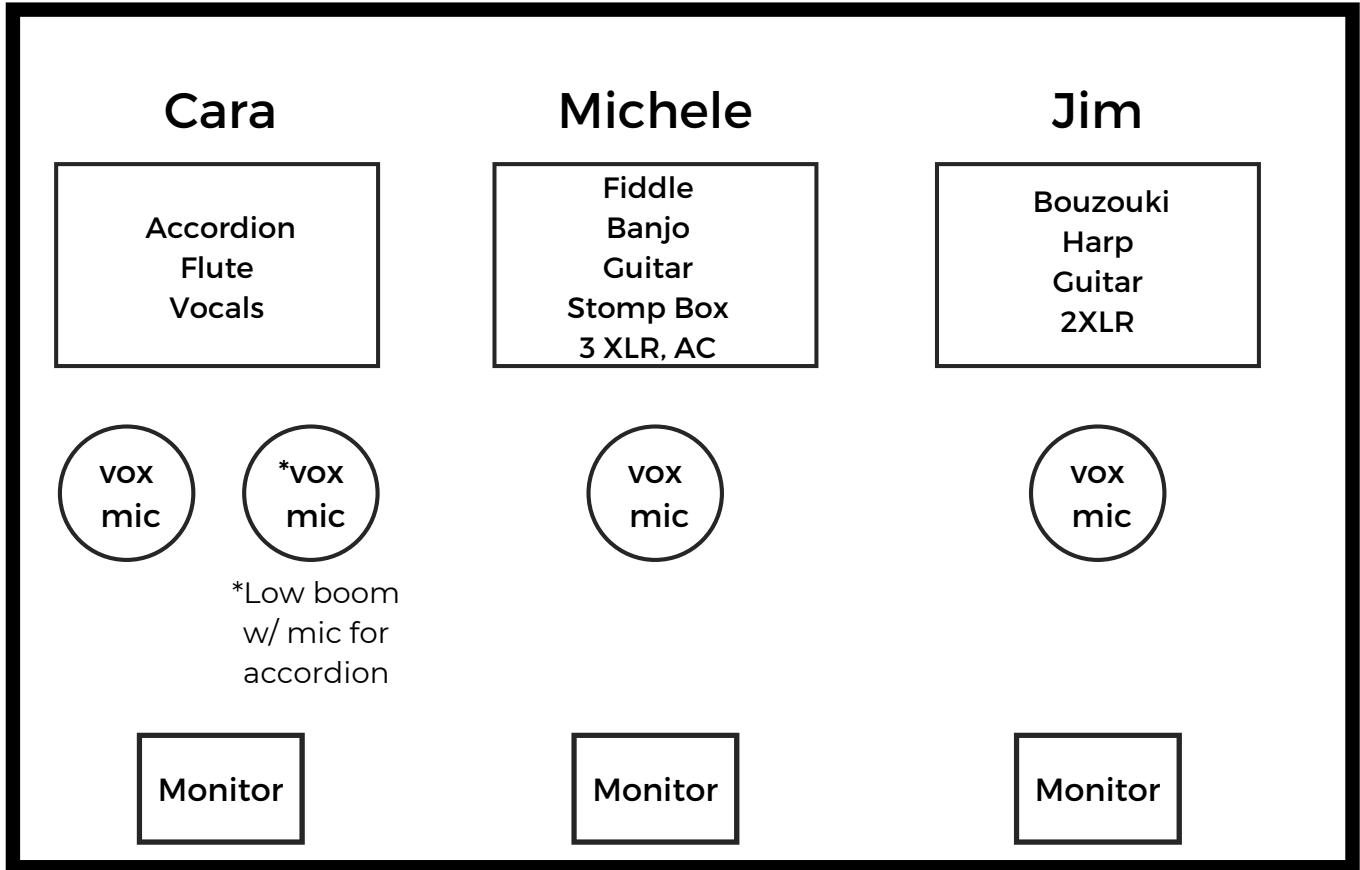 Cara
Accordion
Flute
Vocals
Michele
Fiddle
Banjo
Guitar
Stomp Box
3 XLR, AC
Jim
Bouzouki
Harp
Guitar
2XLR
vox
mic
*vox
mic
*Low boom
w/ mic for
accordion
vox
mic
vox
mic
Monitor
Monitor
Monitor